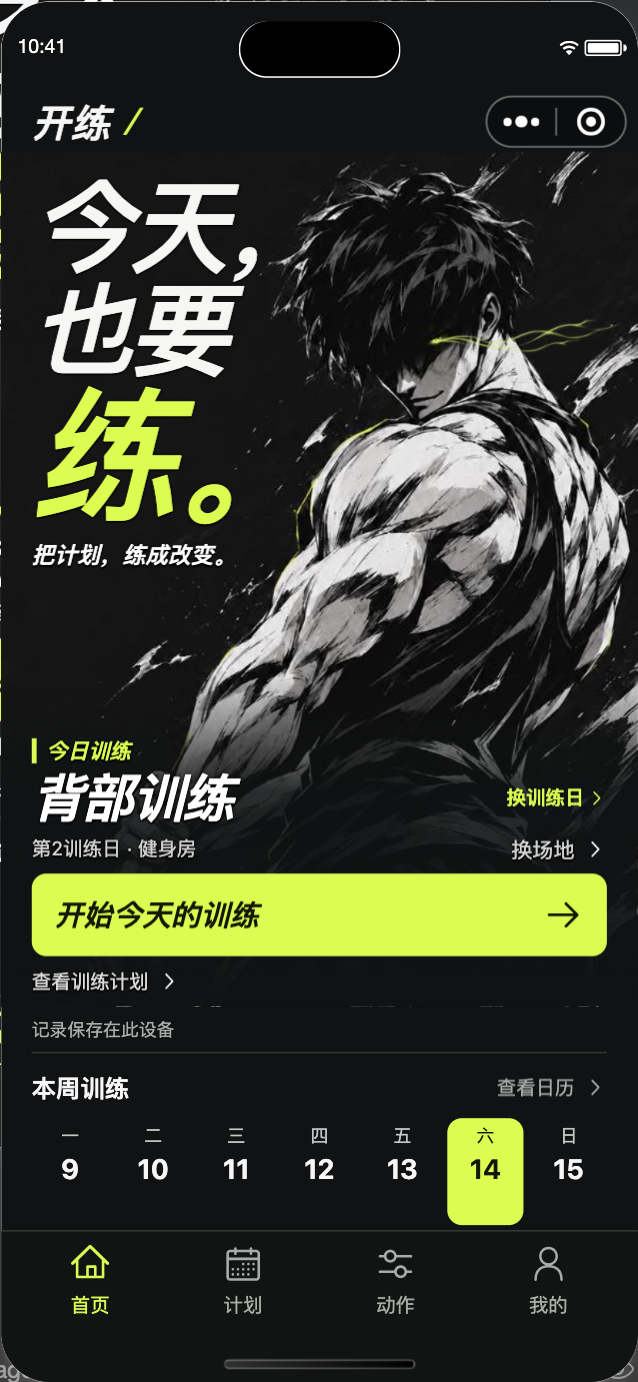 10:41
开练 /
今天,
也要
练。
把计划，练成改变。
今日训练
背部训练
换训练日 >
第2训练日 · 健身房
换场地 >
开始今天的训练 →
查看训练计划 >
记录保存在此设备
本周训练
查看日历 >
一 二 三 四 五 六 日
9 10 11 12 13 14 15
首页 计划 动作 我的